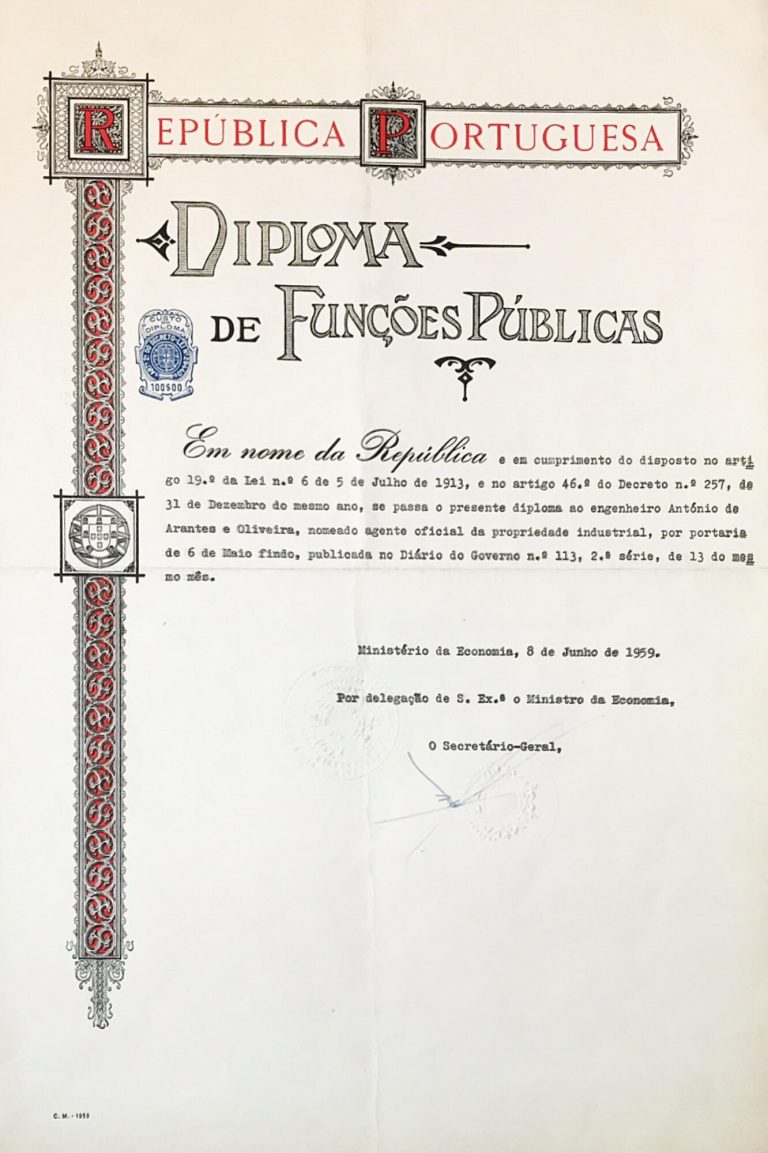 REPÚBLICA PORTUGUESA
DIPLOMA
DE FUNÇÕES PÚBLICAS
CUSTO
DO
DIPLOMA
100$00
Em nome da República e em cumprimento do disposto no arti
go 19.º da Lei n.º 6 de 5 de Julho de 1913, e no artigo 46.º do Decreto n.º 257, de
31 de Dezembro do mesmo ano, se passa o presente diploma ao engenheiro António de
Arantes e Oliveira, nomeado agente oficial da propriedade industrial, por portaria
de 6 de Maio findo, publicada no Diário do Governo n.º 113, 2.ª série, de 13 do mes
mo mês.
Ministério da Economia, 8 de Junho de 1959.
Por delegação de S. Ex.ª o Ministro da Economia,
O Secretário-Geral,
C. M. - 1958